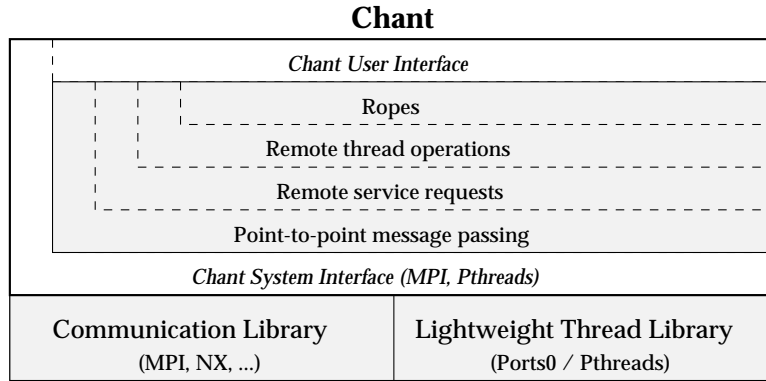 Chant
Chant User Interface
Ropes
Remote thread operations
Remote service requests
Point-to-point message passing
Chant System Interface (MPI, Pthreads)
Communication Library
(MPI, NX, ...)
Lightweight Thread Library
(Ports0 / Pthreads)